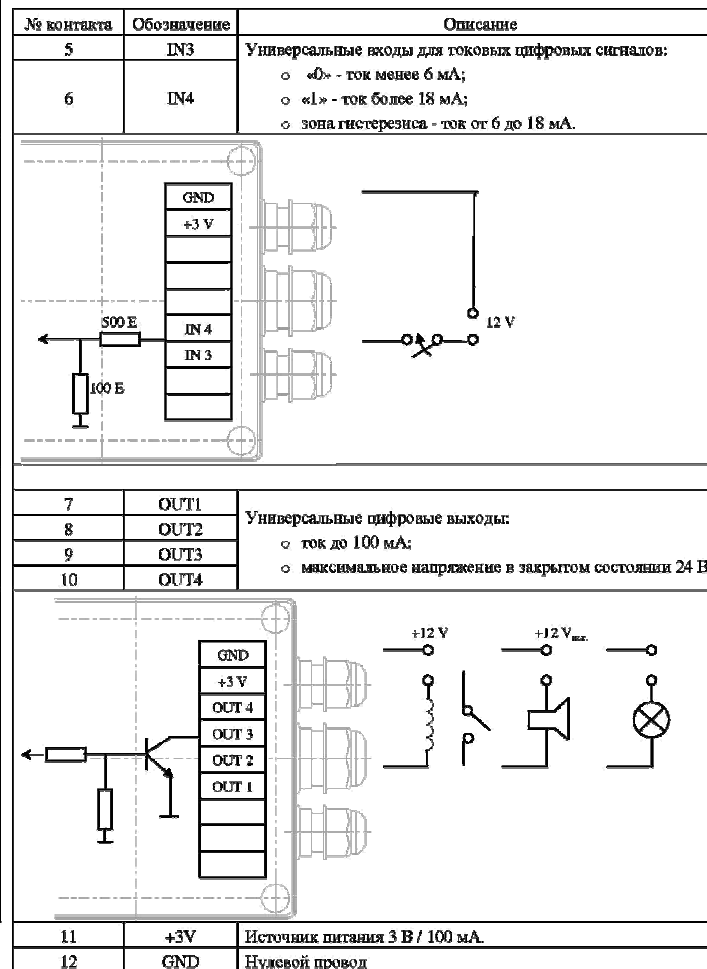 № контакта Обозначение Описание
5 IN3 Универсальные входы для токовых цифровых сигналов:
6 IN4
«0» - ток менее 6 мА;
«1» - ток более 18 мА;
зона гистерезиса - ток от 6 до 18 мА.
GND
+3 V
500 E
IN 4
IN 3
100 E
12 V
7 OUT1 Универсальные цифровые выходы:
8 OUT2
9 OUT3
10 OUT4
ток до 100 мА;
максимальное напряжение в закрытом состоянии 24 В
GND
+3 V
OUT 4
OUT 3
OUT 2
OUT 1
+12 V
+12 V
11 +3V Источник питания 3 В / 100 мА.
12 GND Нулевой провод